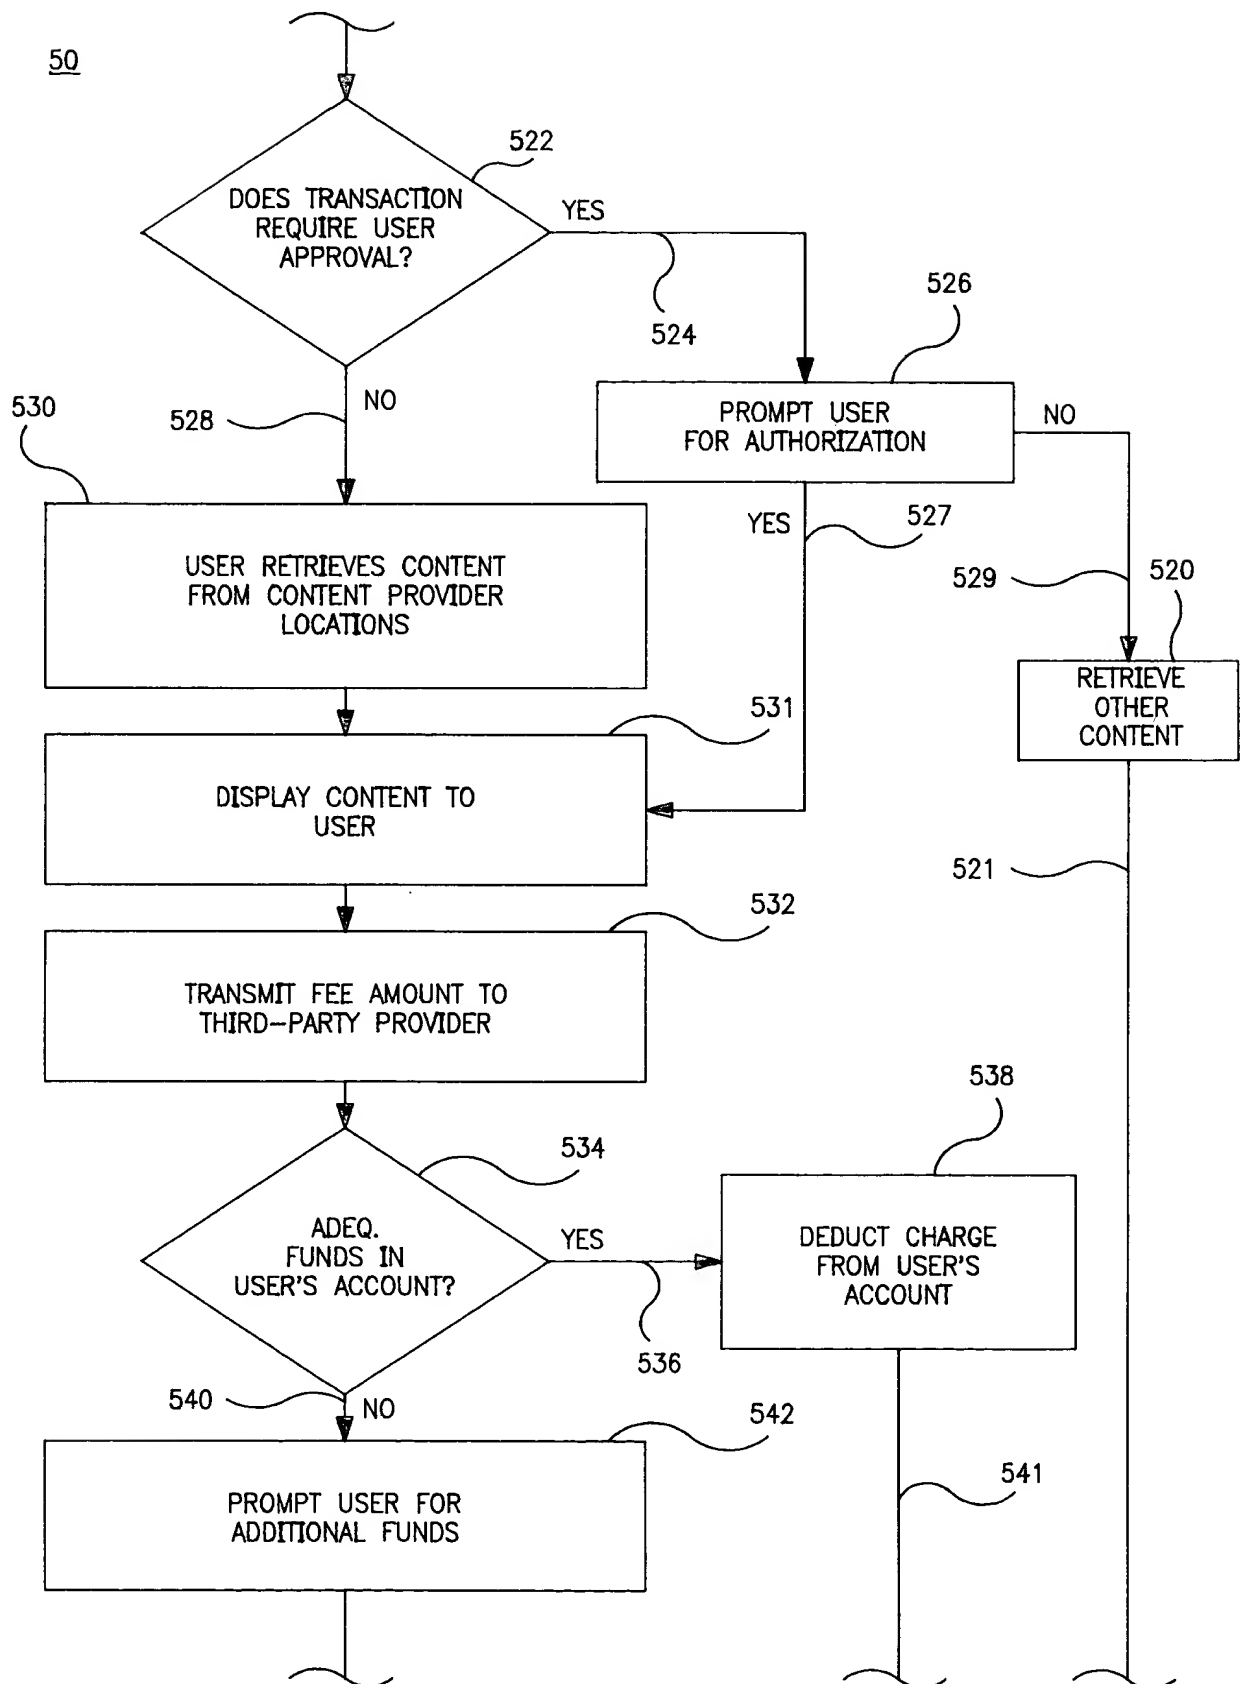 50
522
DOES TRANSACTION
REQUIRE USER
APPROVAL?
YES
524
526
PROMPT USER
FOR AUTHORIZATION
NO
528
NO
530
USER RETRIEVES CONTENT
FROM CONTENT PROVIDER
LOCATIONS
YES
527
529
520
RETRIEVE
OTHER
CONTENT
531
DISPLAY CONTENT TO
USER
521
532
TRANSMIT FEE AMOUNT TO
THIRD-PARTY PROVIDER
534
ADEQ.
FUNDS IN
USER'S ACCOUNT?
YES
536
538
DEDUCT CHARGE
FROM USER'S
ACCOUNT
540
NO
542
PROMPT USER FOR
ADDITIONAL FUNDS
541